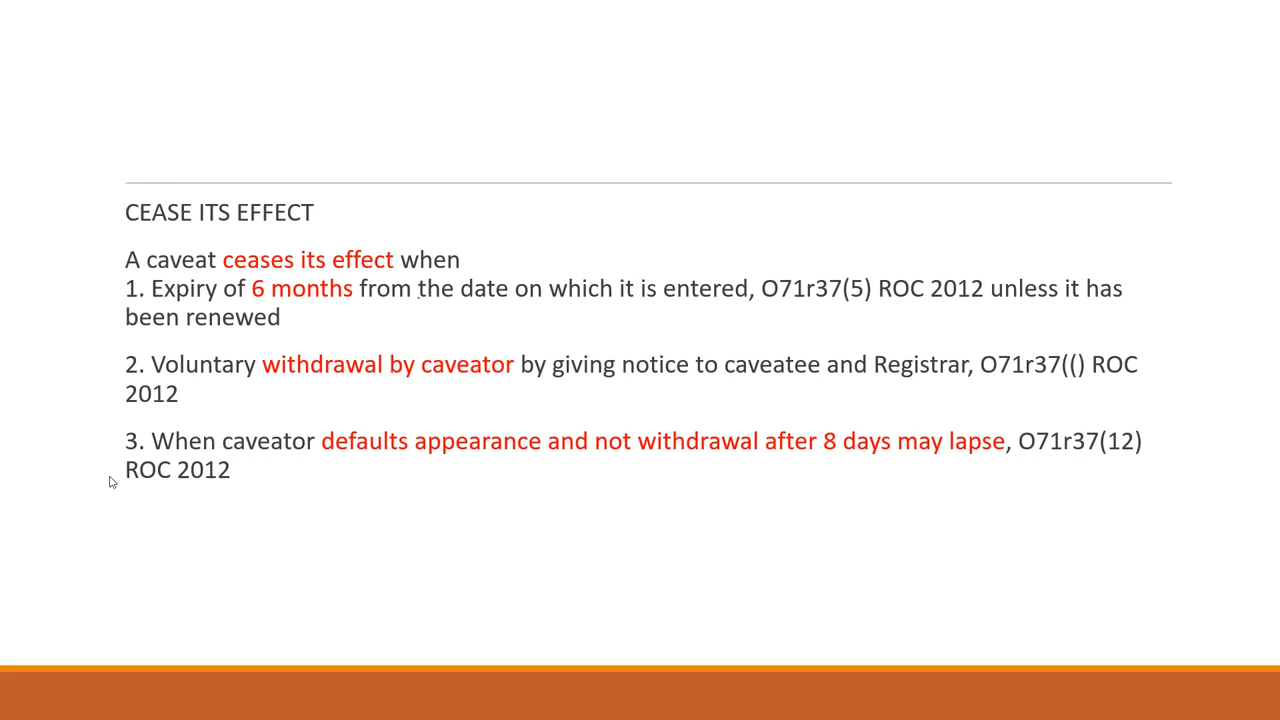 CEASE ITS EFFECT
A caveat ceases its effect when
1. Expiry of 6 months from the date on which it is entered, O71r37(5) ROC 2012 unless it has
been renewed
2. Voluntary withdrawal by caveator by giving notice to caveatee and Registrar, O71r37(() ROC
2012
3. When caveator defaults appearance and not withdrawal after 8 days may lapse, O71r37(12)
ROC 2012